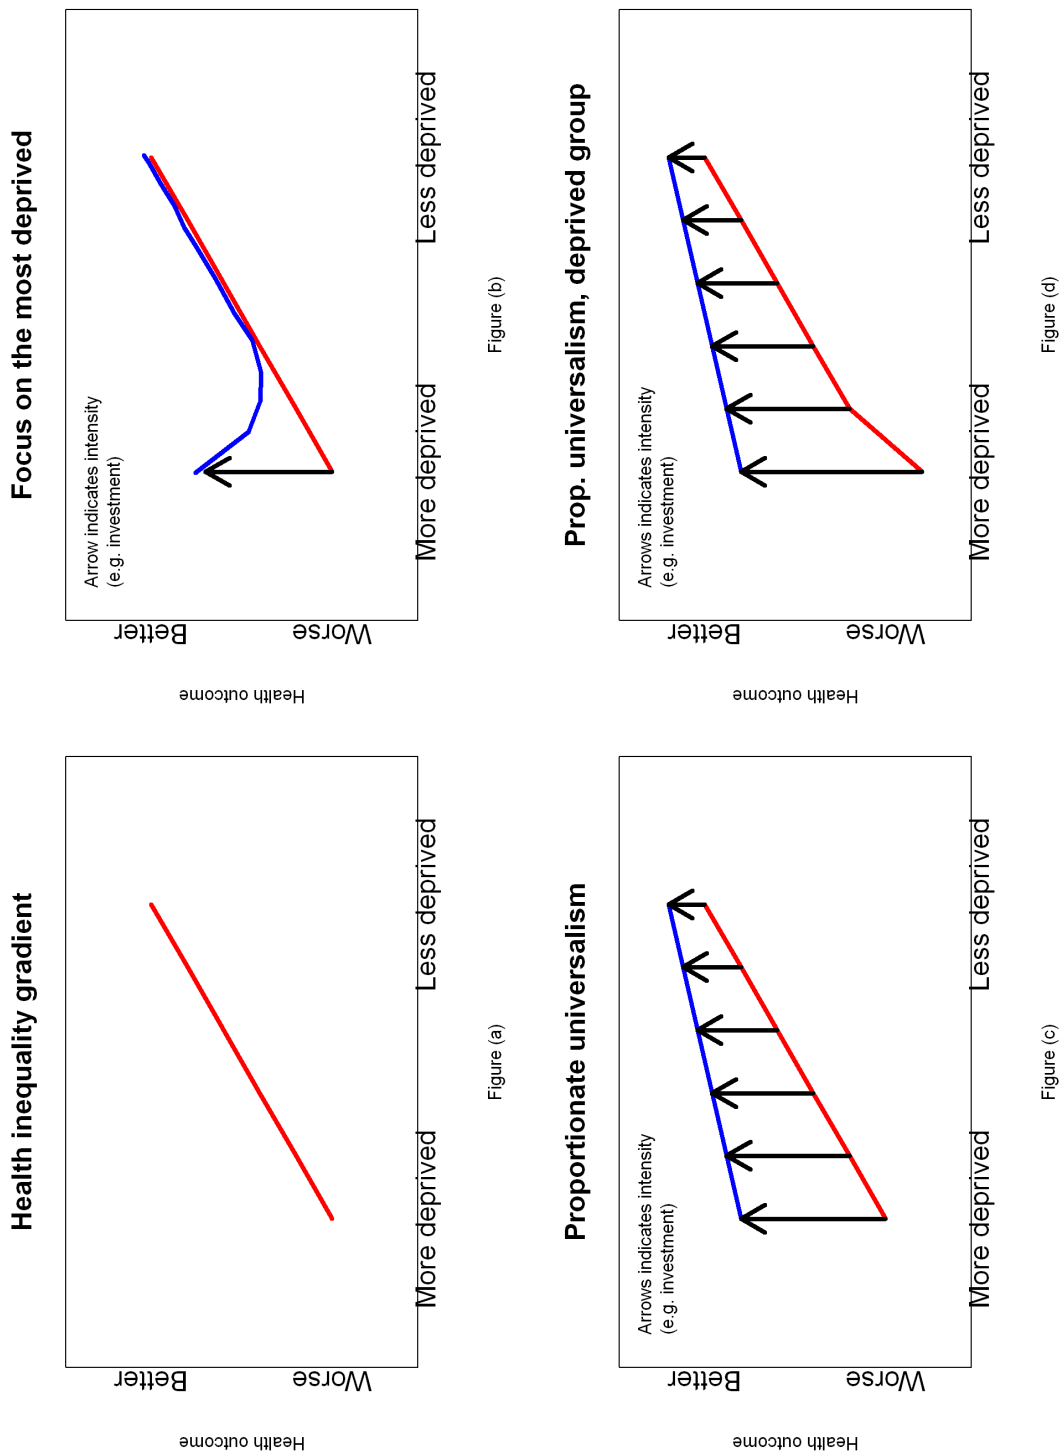 Health inequality gradient
Health outcome
Better
Worse
More deprived
Less deprived
Figure (a)
Focus on the most deprived
Arrow indicates intensity
(e.g. investment)
Health outcome
Better
Worse
More deprived
Less deprived
Figure (b)
Proportionate universalism
Arrows indicates intensity
(e.g. investment)
Health outcome
Better
Worse
More deprived
Less deprived
Figure (c)
Prop. universalism, deprived group
Arrows indicates intensity
(e.g. investment)
Health outcome
Better
Worse
More deprived
Less deprived
Figure (d)